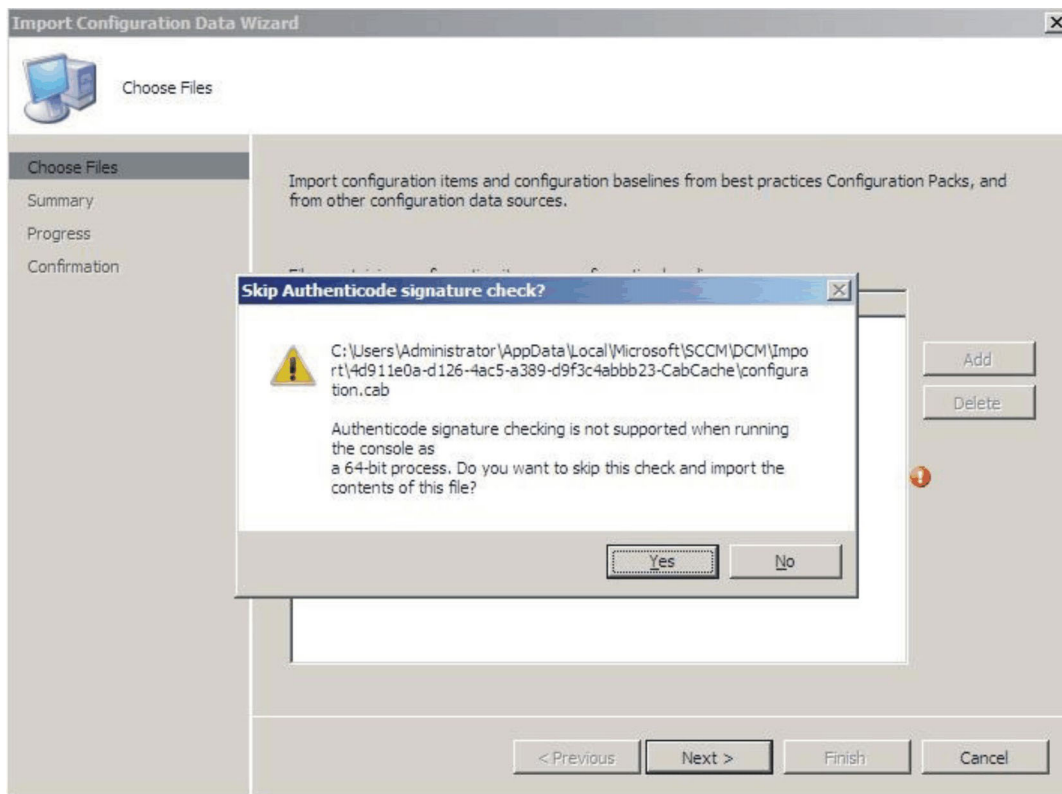 Import Configuration Data Wizard
Choose Files
Choose Files
Summary
Progress
Confirmation
Import configuration items and configuration baselines from best practices Configuration Packs, and
from other configuration data sources.
Skip Authenticode signature check?
C:\Users\Administrator\AppData\Local\Microsoft\SCCM\DCM\Impo
rt\4d911e0a-d126-4ac5-a389-d9f3c4abbb23-CabCache\configura
tion.cab
Authenticode signature checking is not supported when running
the console as
a 64-bit process. Do you want to skip this check and import the
contents of this file?
Yes
No
Add
Delete
< Previous
Next >
Finish
Cancel